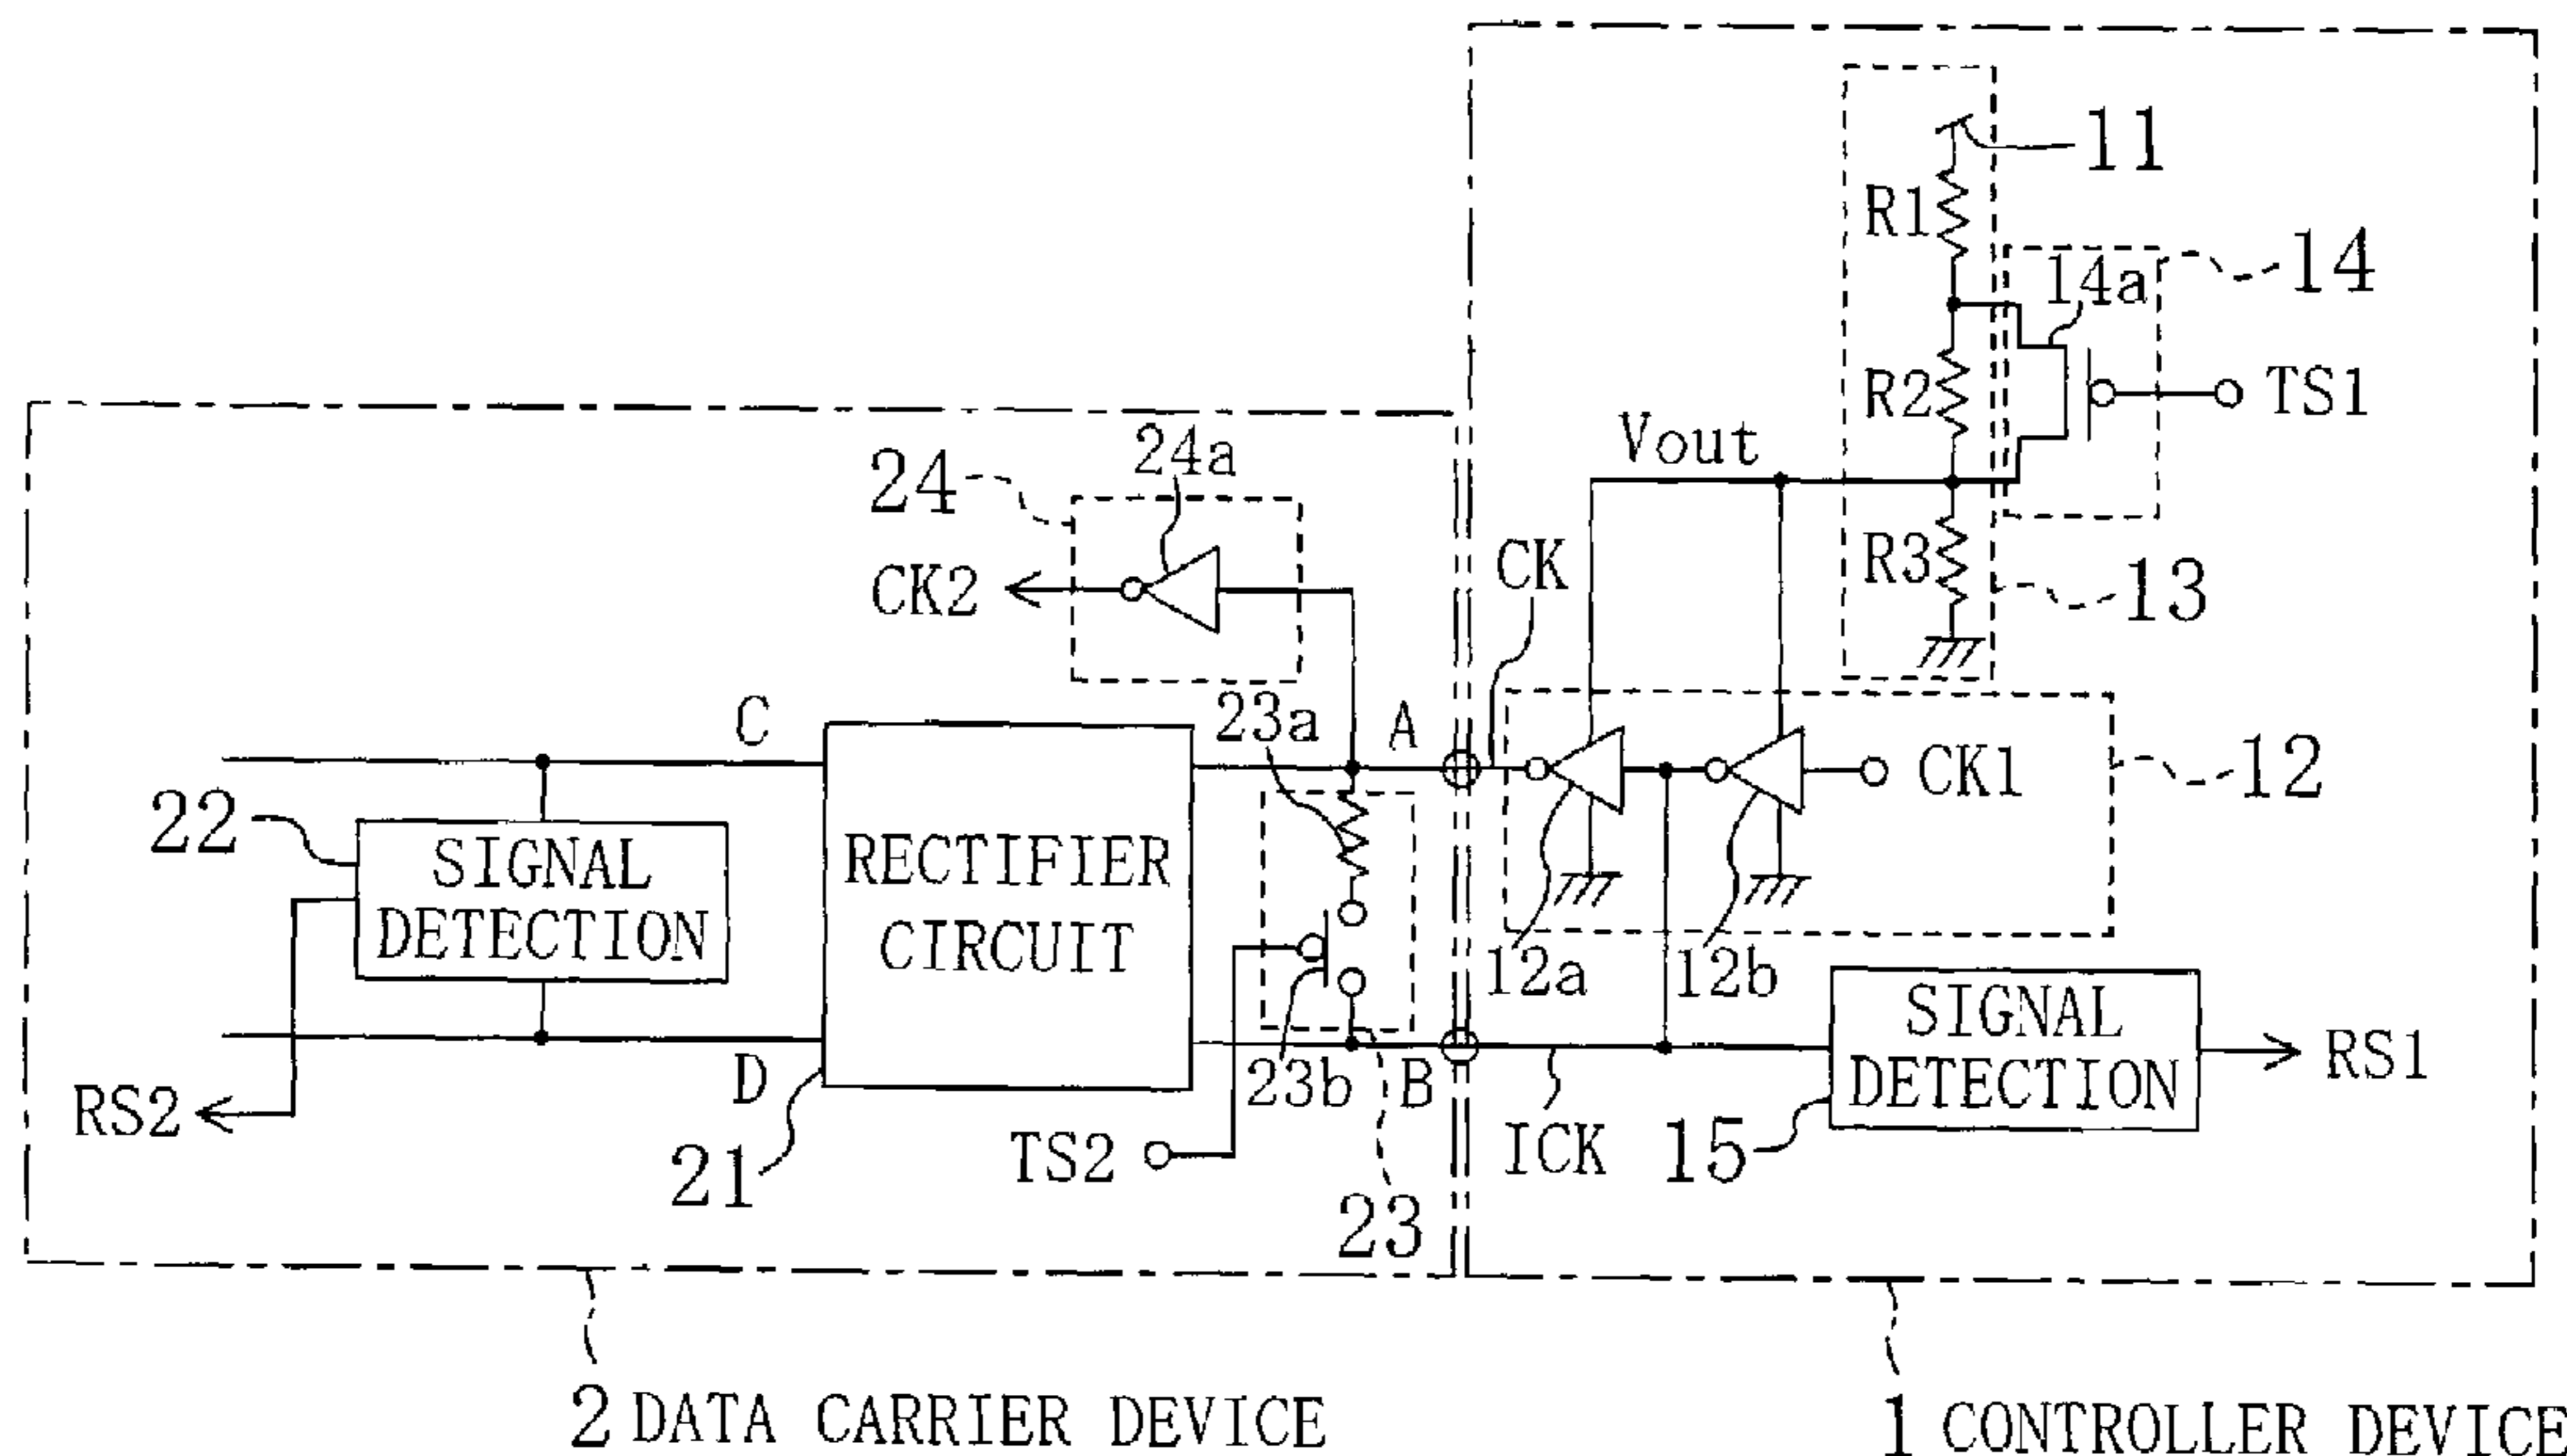 11
R1
14
14a
R2
TS1
Vout
24a
24
CK
R3
CK2
13
23a
C
A
CK1
12
22
SIGNAL
DETECTION
RECTIFIER
CIRCUIT
12a
12b
SIGNAL
DETECTION
RS1
D
23b
B
RS2
TS2
ICK
15
21
23
2 DATA CARRIER DEVICE
1 CONTROLLER DEVICE